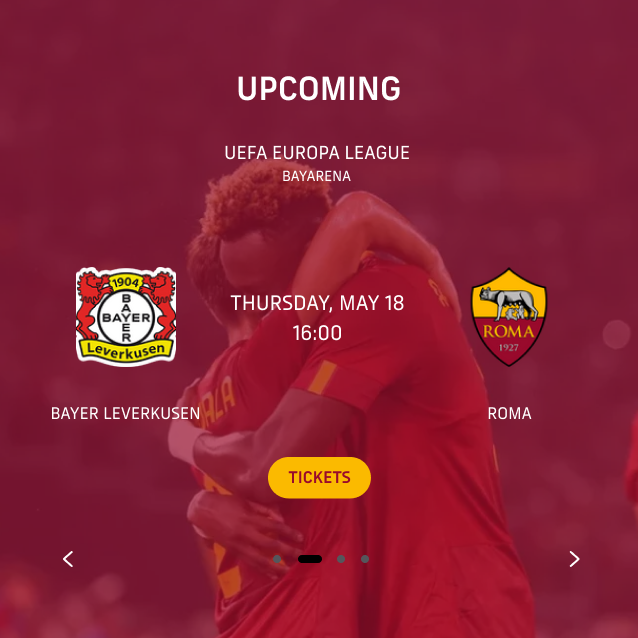 UPCOMING
UEFA EUROPA LEAGUE
BAYARENA
1904
BAYER
BAYER
Leverkusen
THURSDAY, MAY 18
16:00
ROMA
1927
BAYER LEVERKUSEN
ROMA
TICKETS